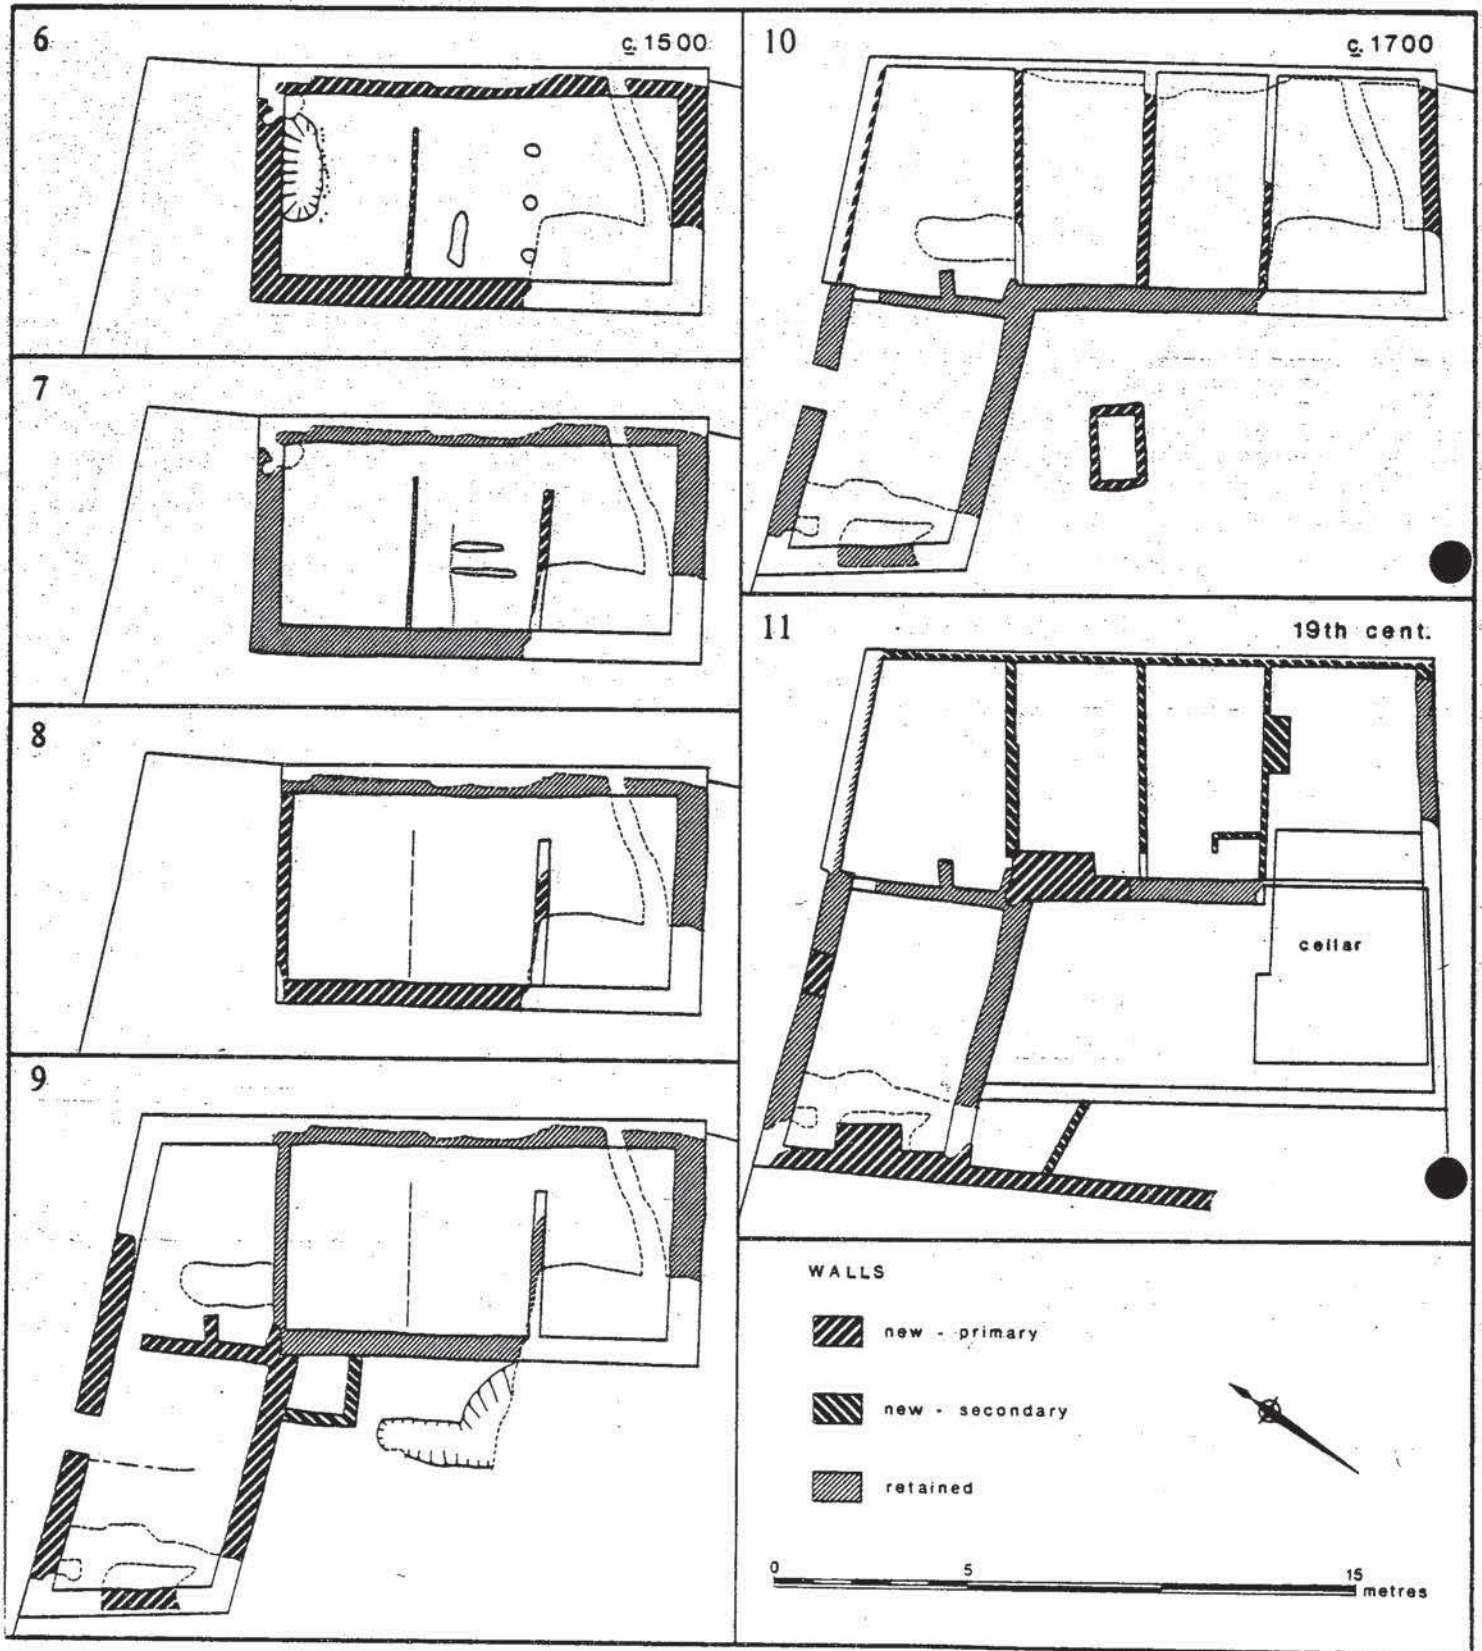 6 c. 1500
7
8
9
10 c. 1700
11 19th cent.
cellar
WALLS
new - primary
new - secondary
retained
0 5 15
metres